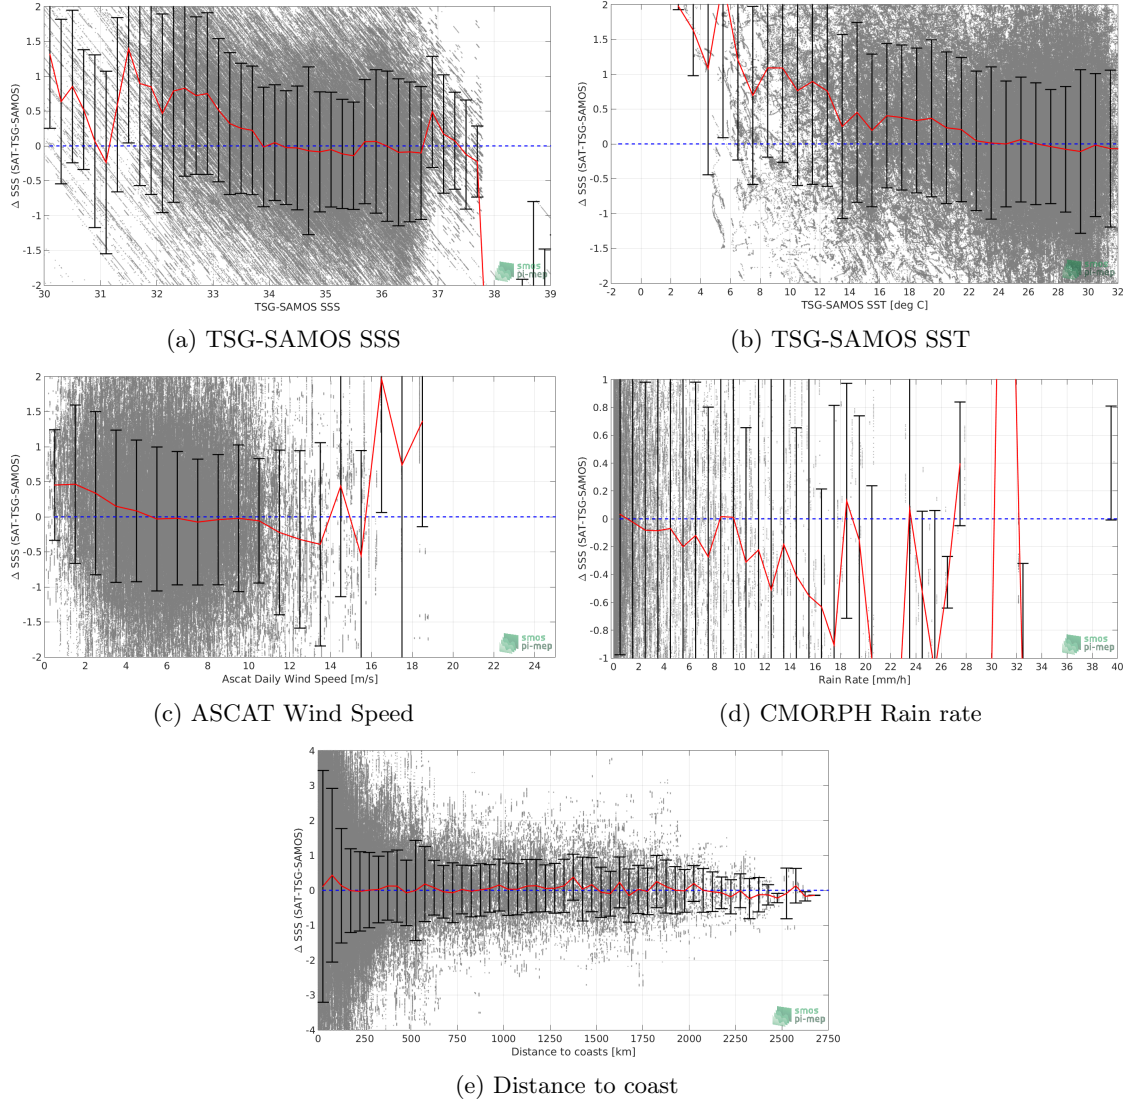 2
1.5
1
0.5
0
-0.5
-1
-1.5
-2
Δ SSS (SAT-TSG-SAMOS)
30 31 32 33 34 35 36 37 38 39
TSG-SAMOS SSS
smos
pi-mep
(a) TSG-SAMOS SSS
2
1.5
1
0.5
0
-0.5
-1
-1.5
-2
Δ SSS (SAT-TSG-SAMOS)
-2 0 2 4 6 8 10 12 14 16 18 20 22 24 26 28 30 32
TSG-SAMOS SST [deg C]
smos
pi-mep
(b) TSG-SAMOS SST
2
1.5
1
0.5
0
-0.5
-1
-1.5
-2
Δ SSS (SAT-TSG-SAMOS)
0 2 4 6 8 10 12 14 16 18 20 22 24
Ascat Daily Wind Speed [m/s]
smos
pi-mep
(c) ASCAT Wind Speed
1
0.8
0.6
0.4
0.2
0
-0.2
-0.4
-0.6
-0.8
-1
Δ SSS (SAT-TSG-SAMOS)
0 2 4 6 8 10 12 14 16 18 20 22 24 26 28 30 32 34 36 38 40
Rain Rate [mm/h]
smos
pi-mep
(d) CMORPH Rain rate
4
3
2
1
0
-1
-2
-3
-4
Δ SSS (SAT-TSG-SAMOS)
0 250 500 750 1000 1250 1500 1750 2000 2250 2500 2750
Distance to coasts [km]
smos
pi-mep
(e) Distance to coast